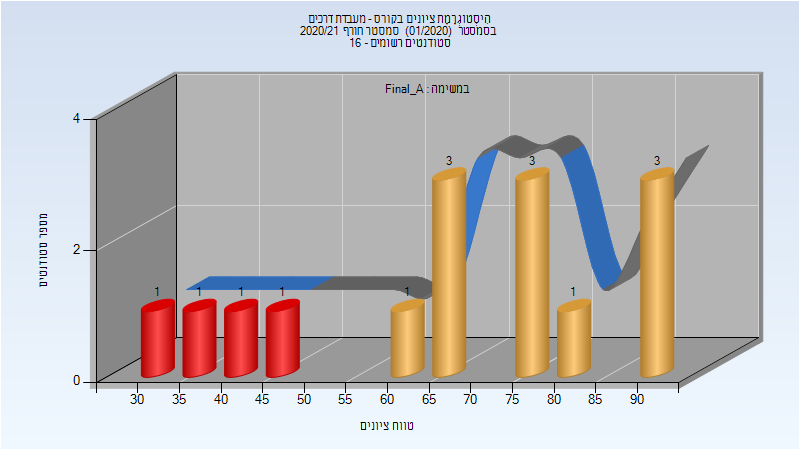 הִיסְטוֹגְרָמַת ציונים בקורס - מעבדת דרכים
בסמסטר (01/2020) סמסטר חורף 2020/21
סטודנטים רשומים - 16
במשימה : Final_A
מספר סטודנטים
4
2
0
1 1 1 1 1 3 3 1 3
30 35 40 45 50 55 60 65 70 75 80 85 90
טווח ציונים